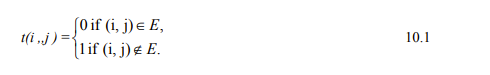 t(i ,,j ) = {0 if (i, j) ∈ E,
1 if (i, j) ∉ E. 10.1